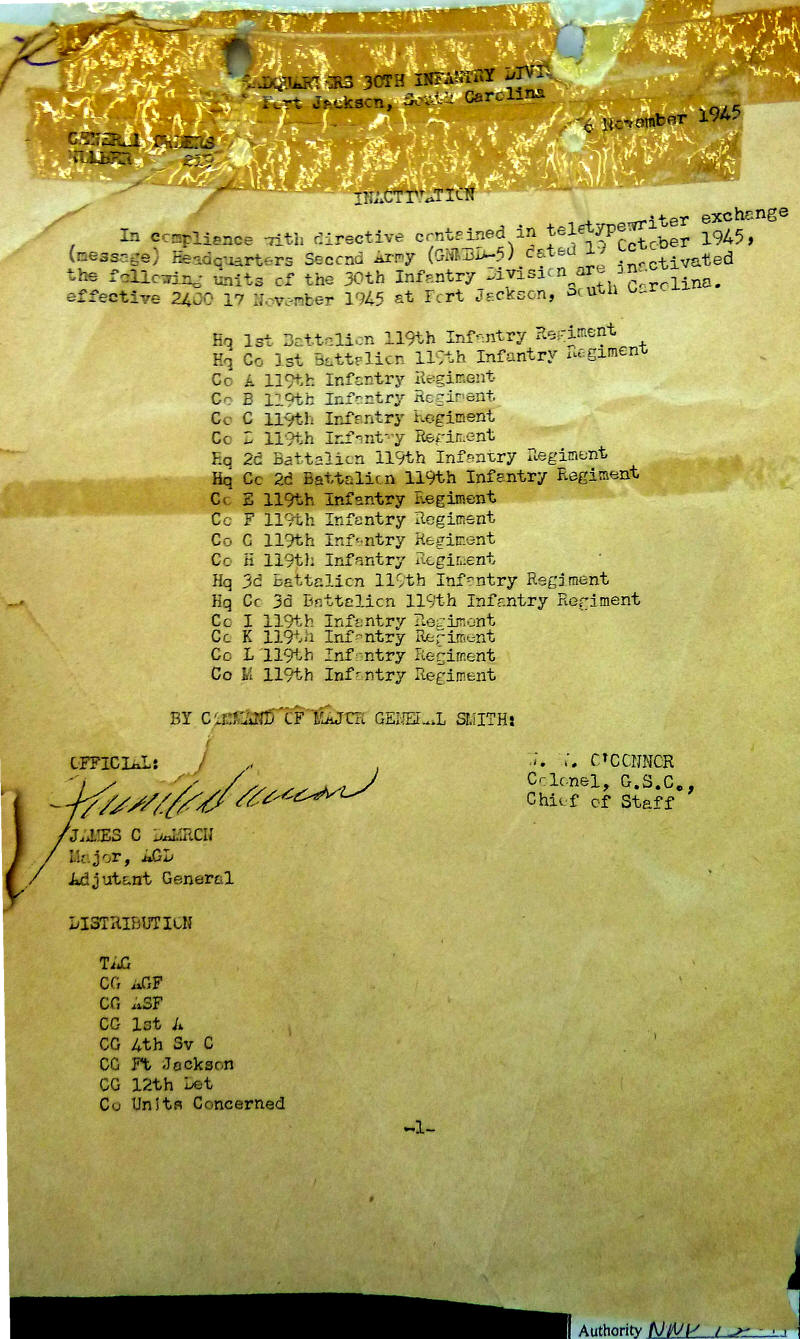 HEADQUARTERS 30TH INFANTRY DIVI
Fort Jackson, South Carolina
6 November 1945
GENERAL ORDERS
NUMBER 219
INACTIVATION
In compliance with directive contained in teletypewriter exchange
(message) Headquarters Second Army (GNMBD-5) dated 19 October 1945,
the following units of the 30th Infantry Division are inactivated
effective 2400 17 November 1945 at Fort Jackson, South Carolina.
Hq 1st Battalion 119th Infantry Regiment
Hq Co 1st Battalion 119th Infantry Regiment
Co A 119th Infantry Regiment
Co B 119th Infantry Regiment
Co C 119th Infantry Regiment
Co D 119th Infantry Regiment
Hq 2d Battalion 119th Infantry Regiment
Hq Co 2d Battalion 119th Infantry Regiment
Co E 119th Infantry Regiment
Co F 119th Infantry Regiment
Co G 119th Infantry Regiment
Co H 119th Infantry Regiment
Hq 3d Battalion 119th Infantry Regiment
Hq Co 3d Battalion 119th Infantry Regiment
Co I 119th Infantry Regiment
Co K 119th Infantry Regiment
Co L 119th Infantry Regiment
Co M 119th Infantry Regiment
BY COMMAND OF MAJOR GENERAL SMITH:
OFFICIAL:
O'CONNOR
Colonel, G.S.C.,
Chief of Staff
JAMES C DAMRON
Major, AGD
Adjutant General
DISTRIBUTION
TAG
CG AGF
CG ASF
CG 1st A
CG 4th Sv C
CG Ft Jackson
CG 12th Det
Co Units Concerned
-1-
Authority